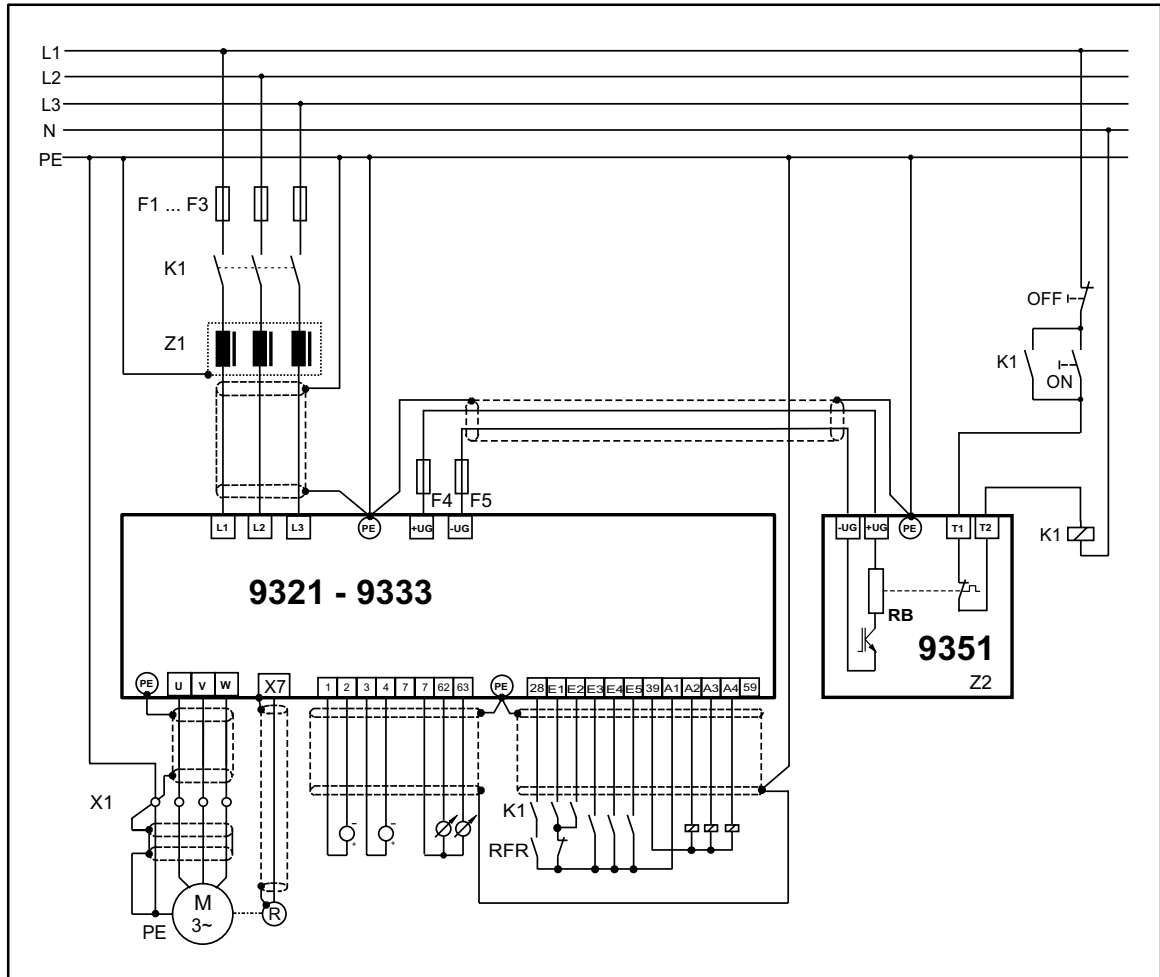 L1
L2
L3
N
PE
F1 ... F3
K1
OFF
Z1
K1
ON
F4 F5
L1 L2 L3 PE +UG -UG
-UG +UG PE T1 T2
K1
9321 - 9333
RB
9351
Z2
PE U V W X7 1 2 3 4 7 7 62 63 PE 28 E1 E2 E3 E4 E5 39 A1 A2 A3 A4 59
X1
K1
- -
+ +
RFR
M
3~
R
PE